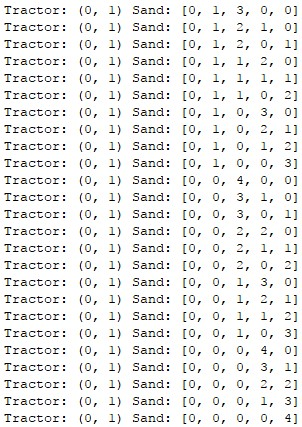 Tractor: (0, 1) Sand: [0, 1, 3, 0, 0]
Tractor: (0, 1) Sand: [0, 1, 2, 1, 0]
Tractor: (0, 1) Sand: [0, 1, 2, 0, 1]
Tractor: (0, 1) Sand: [0, 1, 1, 2, 0]
Tractor: (0, 1) Sand: [0, 1, 1, 1, 1]
Tractor: (0, 1) Sand: [0, 1, 1, 0, 2]
Tractor: (0, 1) Sand: [0, 1, 0, 3, 0]
Tractor: (0, 1) Sand: [0, 1, 0, 2, 1]
Tractor: (0, 1) Sand: [0, 1, 0, 1, 2]
Tractor: (0, 1) Sand: [0, 1, 0, 0, 3]
Tractor: (0, 1) Sand: [0, 0, 4, 0, 0]
Tractor: (0, 1) Sand: [0, 0, 3, 1, 0]
Tractor: (0, 1) Sand: [0, 0, 3, 0, 1]
Tractor: (0, 1) Sand: [0, 0, 2, 2, 0]
Tractor: (0, 1) Sand: [0, 0, 2, 1, 1]
Tractor: (0, 1) Sand: [0, 0, 2, 0, 2]
Tractor: (0, 1) Sand: [0, 0, 1, 3, 0]
Tractor: (0, 1) Sand: [0, 0, 1, 2, 1]
Tractor: (0, 1) Sand: [0, 0, 1, 1, 2]
Tractor: (0, 1) Sand: [0, 0, 1, 0, 3]
Tractor: (0, 1) Sand: [0, 0, 0, 4, 0]
Tractor: (0, 1) Sand: [0, 0, 0, 3, 1]
Tractor: (0, 1) Sand: [0, 0, 0, 2, 2]
Tractor: (0, 1) Sand: [0, 0, 0, 1, 3]
Tractor: (0, 1) Sand: [0, 0, 0, 0, 4]